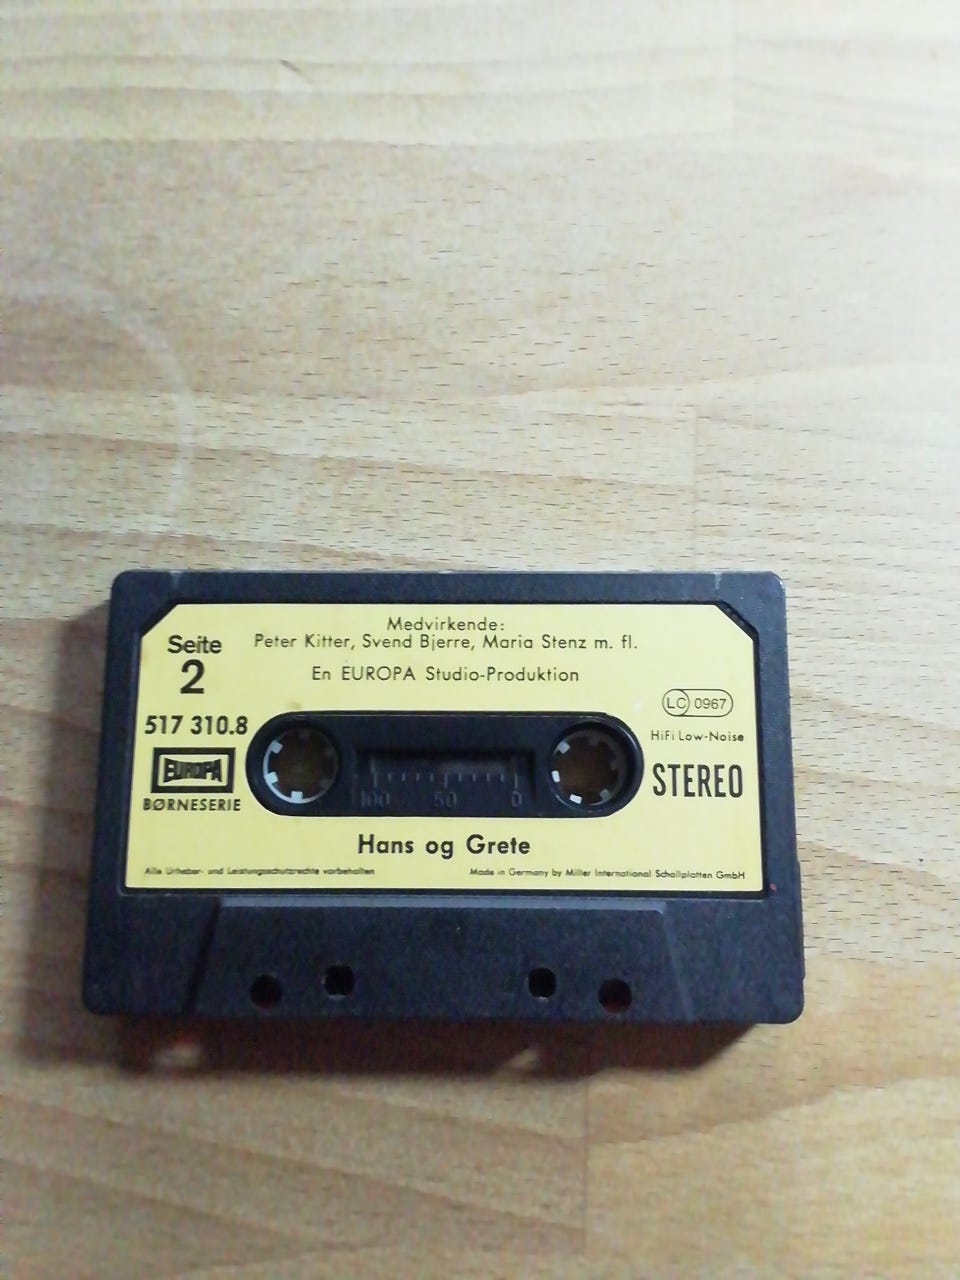 Medvirkende:
Peter Kitter, Svend Bjerre, Maria Stenz m. fl.
En EUROPA Studio-Produktion
Seite
2
517 310.8
EUROPA
BØRNESERIE
LC 0967
HiFi Low-Noise
STEREO
100 50 0
Hans og Grete
Alle Urheber- und Leistungsschutzrechte vorbehalten
Made in Germany by Miller International Schallplatten GmbH